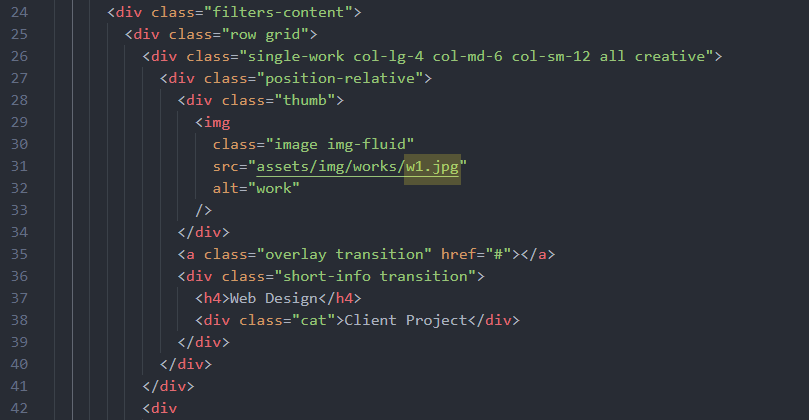 24 <div class="filters-content">
25 <div class="row grid">
26 <div class="single-work col-lg-4 col-md-6 col-sm-12 all creative">
27 <div class="position-relative">
28 <div class="thumb">
29 <img
30 class="image img-fluid"
31 src="assets/img/works/w1.jpg"
32 alt="work"
33 />
34 </div>
35 <a class="overlay transition" href="#"></a>
36 <div class="short-info transition">
37 <h4>Web Design</h4>
38 <div class="cat">Client Project</div>
39 </div>
40 </div>
41 </div>
42 <div